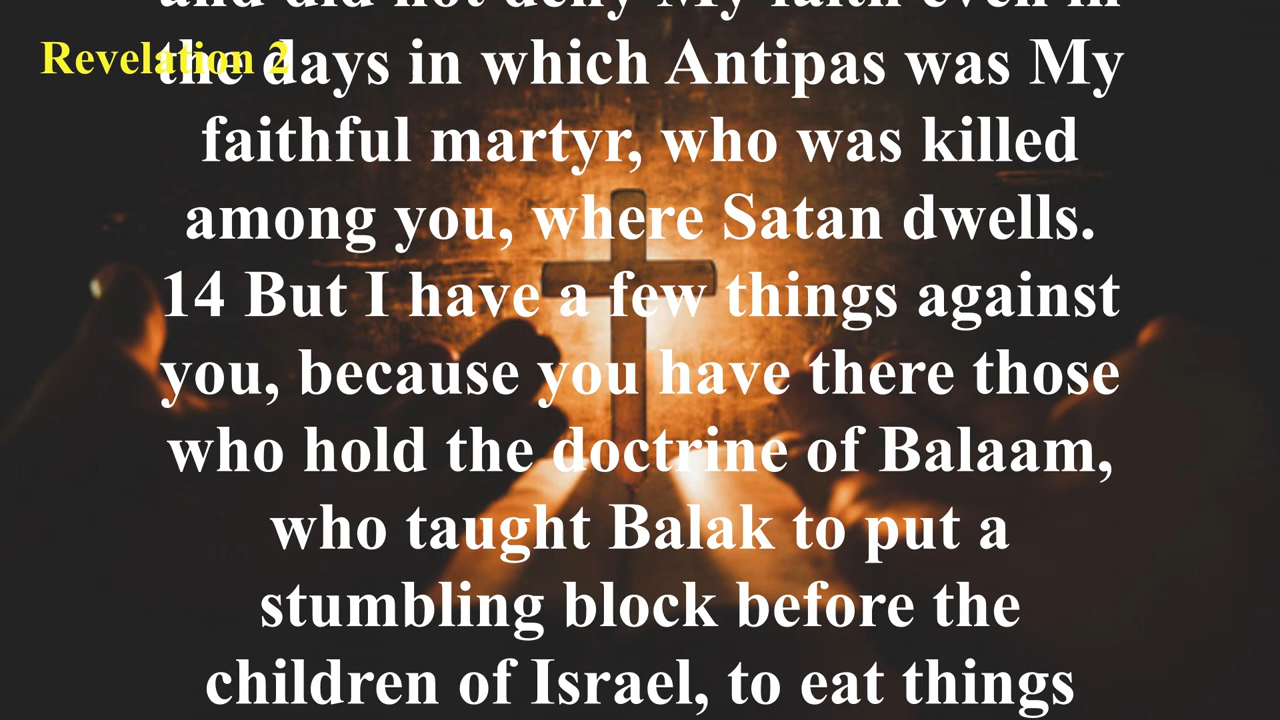 and did not deny My faith even in
Revelation 2
the days in which Antipas was My
faithful martyr, who was killed
among you, where Satan dwells.
14 But I have a few things against
you, because you have there those
who hold the doctrine of Balaam,
who taught Balak to put a
stumbling block before the
children of Israel, to eat things